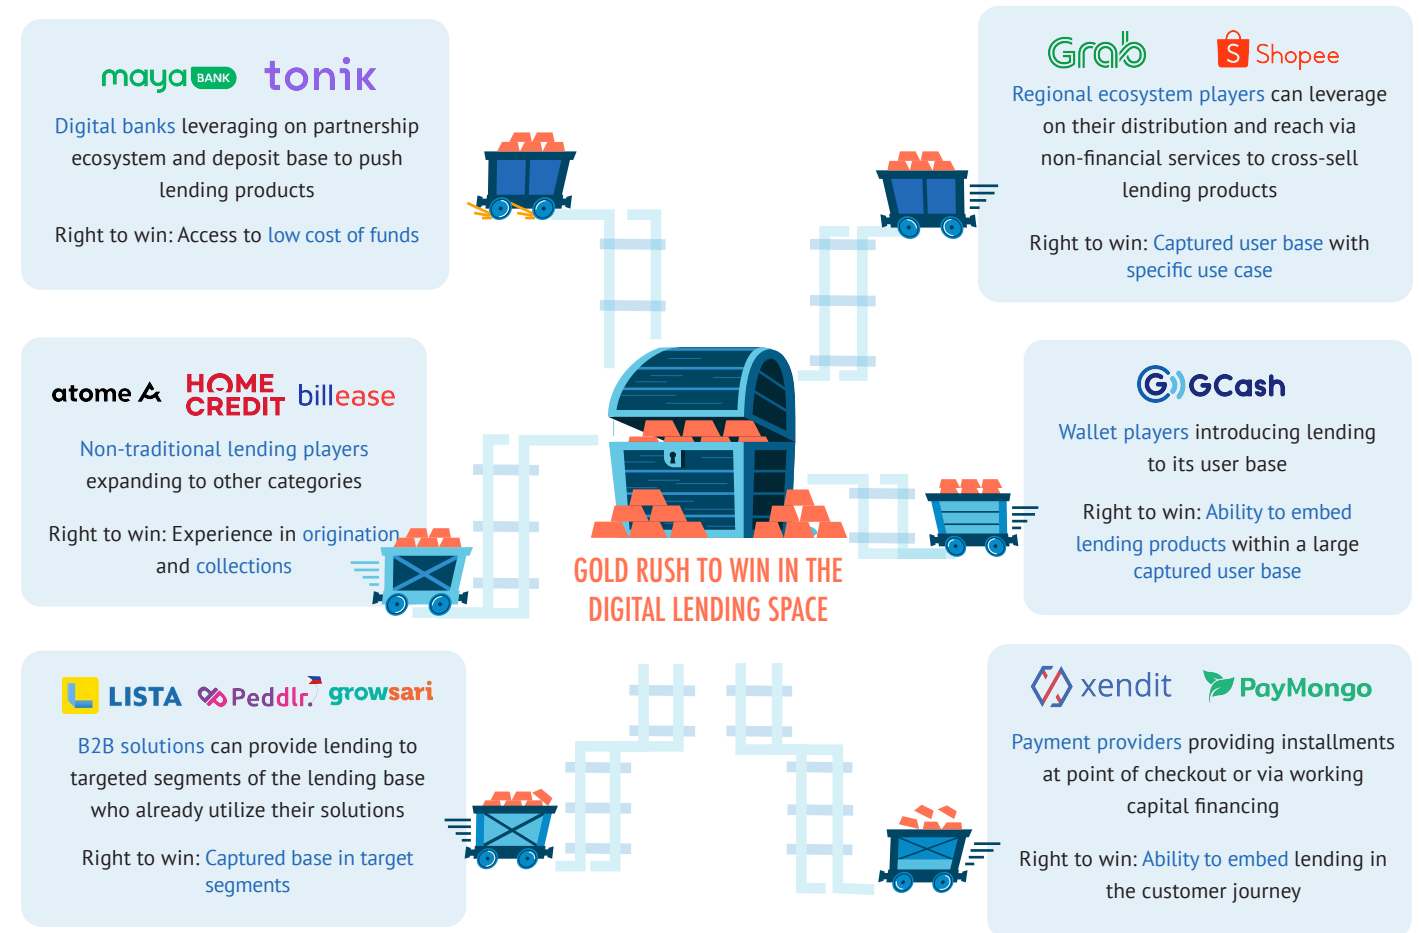 maya BANK tonik
Digital banks leveraging on partnership
ecosystem and deposit base to push
lending products
Right to win: Access to low cost of funds
Grab S Shopee
Regional ecosystem players can leverage
on their distribution and reach via
non-financial services to cross-sell
lending products
Right to win: Captured user base with
specific use case
atome A HOME CREDIT billease
Non-traditional lending players
expanding to other categories
Right to win: Experience in origination
and collections
G GCash
Wallet players introducing lending
to its user base
Right to win: Ability to embed
lending products within a large
captured user base
GOLD RUSH TO WIN IN THE
DIGITAL LENDING SPACE
L LISTA Peddlr. growsari
B2B solutions can provide lending to
targeted segments of the lending base
who already utilize their solutions
Right to win: Captured base in target
segments
xendit PayMongo
Payment providers providing installments
at point of checkout or via working
capital financing
Right to win: Ability to embed lending in
the customer journey